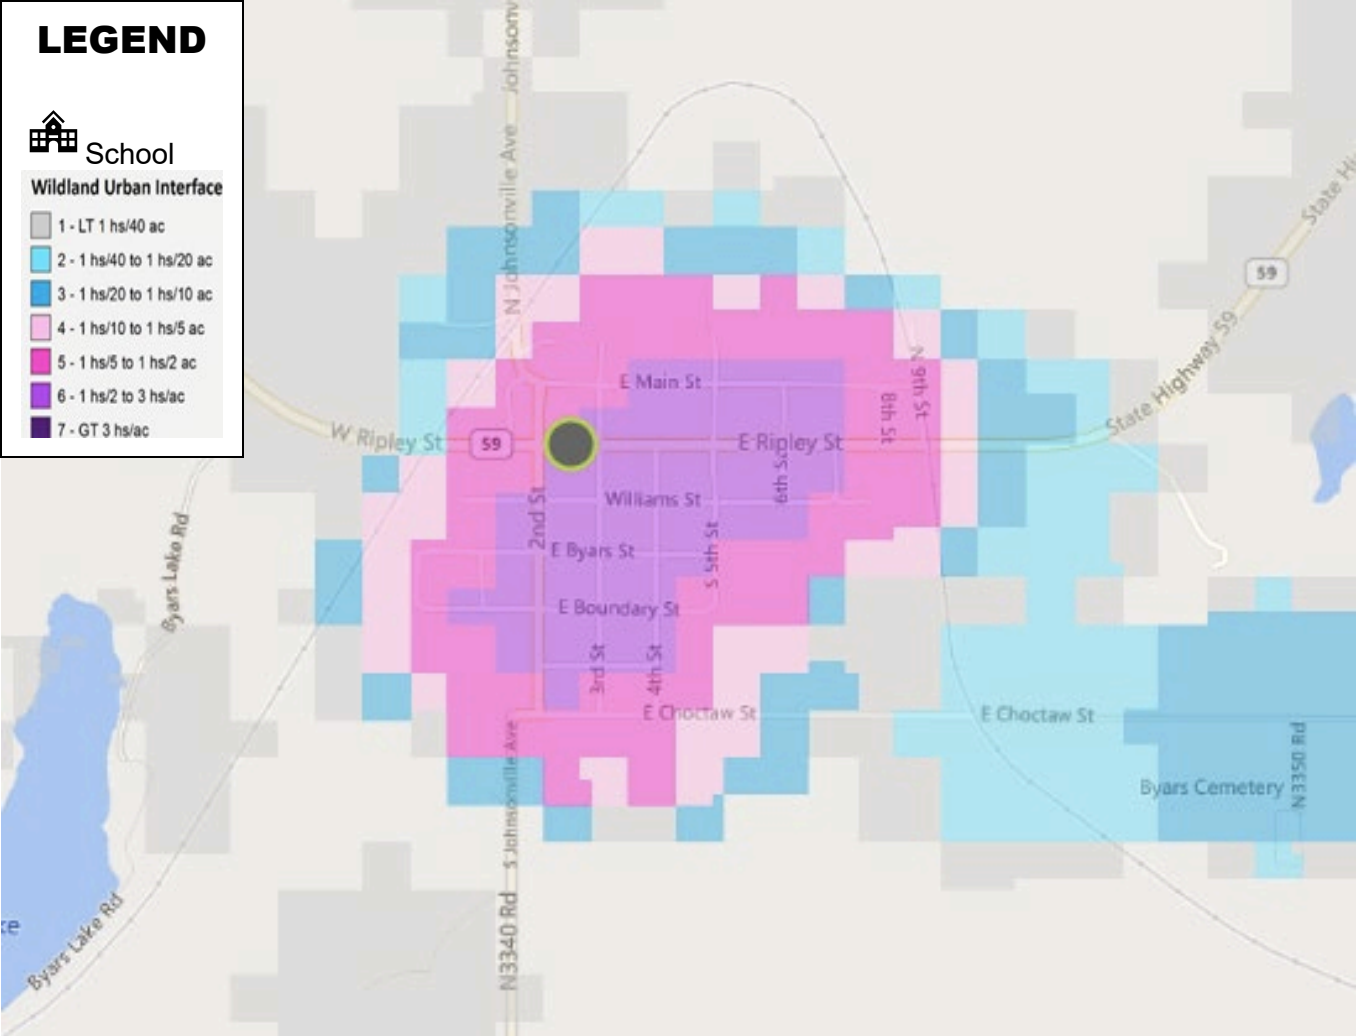 LEGEND
School
Wildland Urban Interface
1 - LT 1 hs/40 ac
2 - 1 hs/40 to 1 hs/20 ac
3 - 1 hs/20 to 1 hs/10 ac
4 - 1 hs/10 to 1 hs/5 ac
5 - 1 hs/5 to 1 hs/2 ac
6 - 1 hs/2 to 3 hs/ac
7 - GT 3 hs/ac
Johnsonv
N Johnsonville Ave
State Hi
59
State Highway 59
E Main St
N 9th St
8th St
W Ripley St
59
E Ripley St
6th St
Williams St
2nd St
E Byars St
S 5th St
Byars Lake Rd
E Boundary St
3rd St
4th St
E Choctaw St
E Choctaw St
S Johnsonville Ave
N3350 Rd
Byars Cemetery
N3340 Rd
Byars Lake Rd
ke